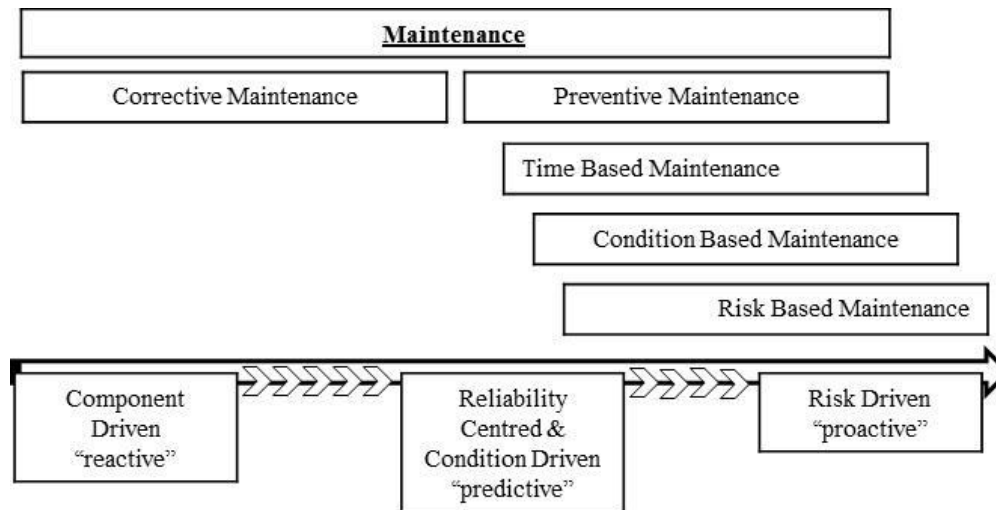 Maintenance
Corrective Maintenance
Preventive Maintenance
Time Based Maintenance
Condition Based Maintenance
Risk Based Maintenance
Component
Driven
“reactive”
Reliability
Centred &
Condition Driven
“predictive”
Risk Driven
“proactive”